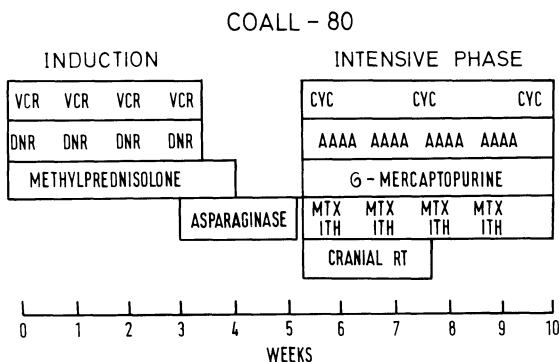 COALL - 80
INDUCTION INTENSIVE PHASE
VCR VCR VCR VCR CYC CYC CYC
DNR DNR DNR DNR AAAA AAAA AAAA AAAA
METHYLPREDNISOLONE 6 - MERCAPTOPURINE
ASPARAGINASE MTX MTX MTX MTX
ITH ITH ITH ITH
CRANIAL RT
0 1 2 3 4 5 6 7 8 9 10
WEEKS